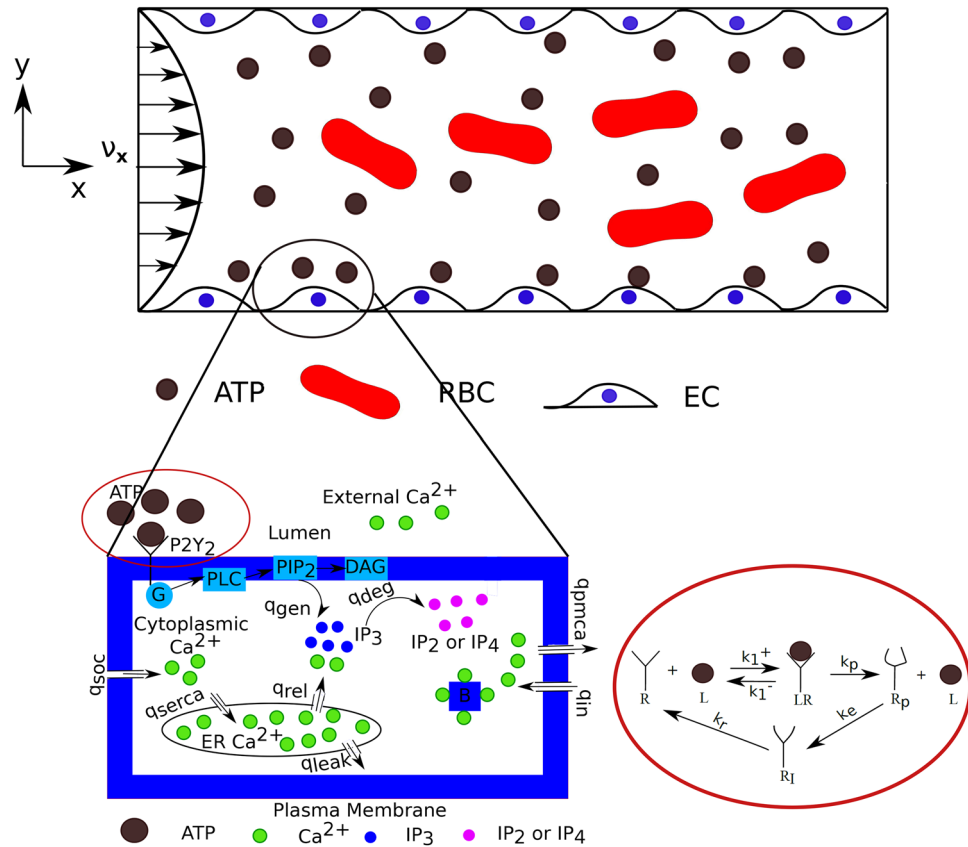 y
νx
x
ATP
RBC
EC
ATP
External Ca2+
P2Y2
Lumen
G
PLC
PIP2
DAG
qgen
qdeg
IP3
IP2 or IP4
Cytoplasmic
Ca2+
qsoc
qserca
qrel
ER Ca2+
qleak
B
qpmca
qin
Plasma Membrane
ATP
Ca2+
IP3
IP2 or IP4
R + L k1+ k1- LR kp Rp + L
kr
ke
RI